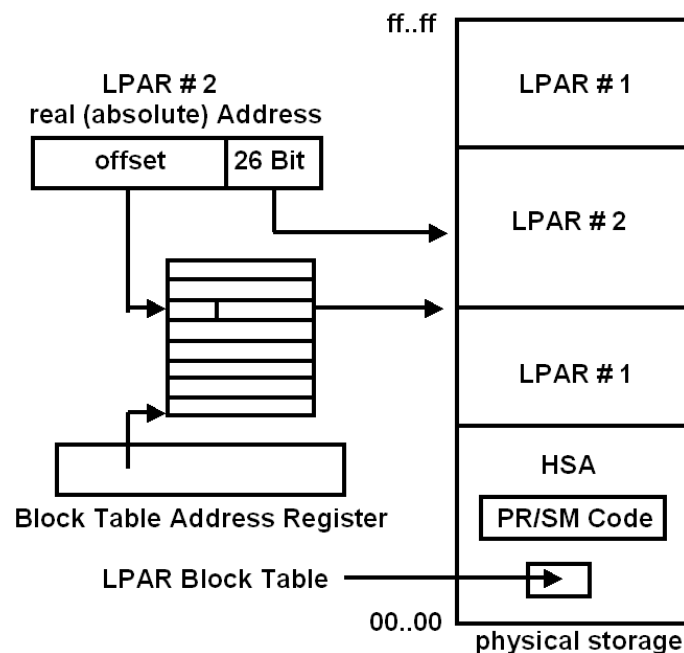 ff..ff
LPAR # 2
real (absolute) Address
offset
26 Bit
LPAR # 1
LPAR # 2
LPAR # 1
HSA
PR/SM Code
Block Table Address Register
LPAR Block Table
00..00
physical storage